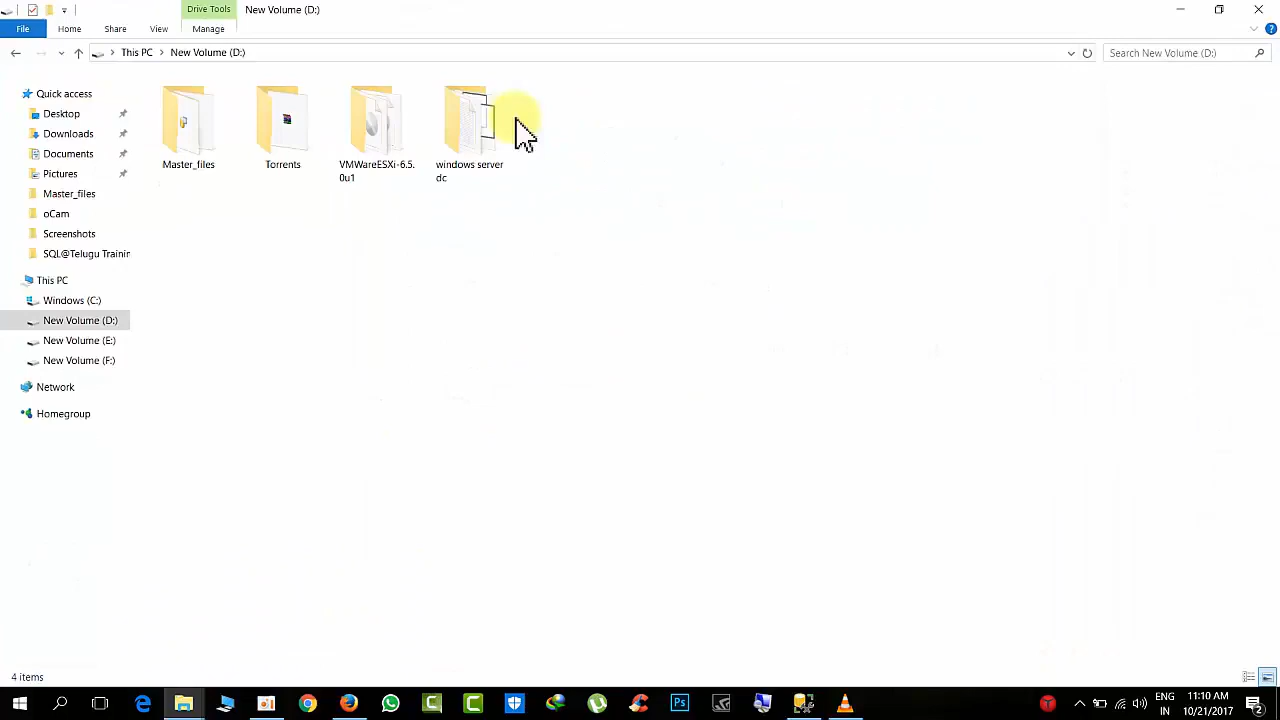 Drive Tools
New Volume (D:)
File
Home
Share
View
Manage
This PC
New Volume (D:)
Search New Volume (D:)
Quick access
Desktop
Downloads
Documents
Pictures
Master_files
oCam
Screenshots
SQL@Telugu Trainin
This PC
Windows (C:)
New Volume (D:)
New Volume (E:)
New Volume (F:)
Network
Homegroup
Master_files
Torrents
VMWareESXi-6.5.
0u1
windows server
dc
4 items
ENG
IN
11:10 AM
10/21/2017
2